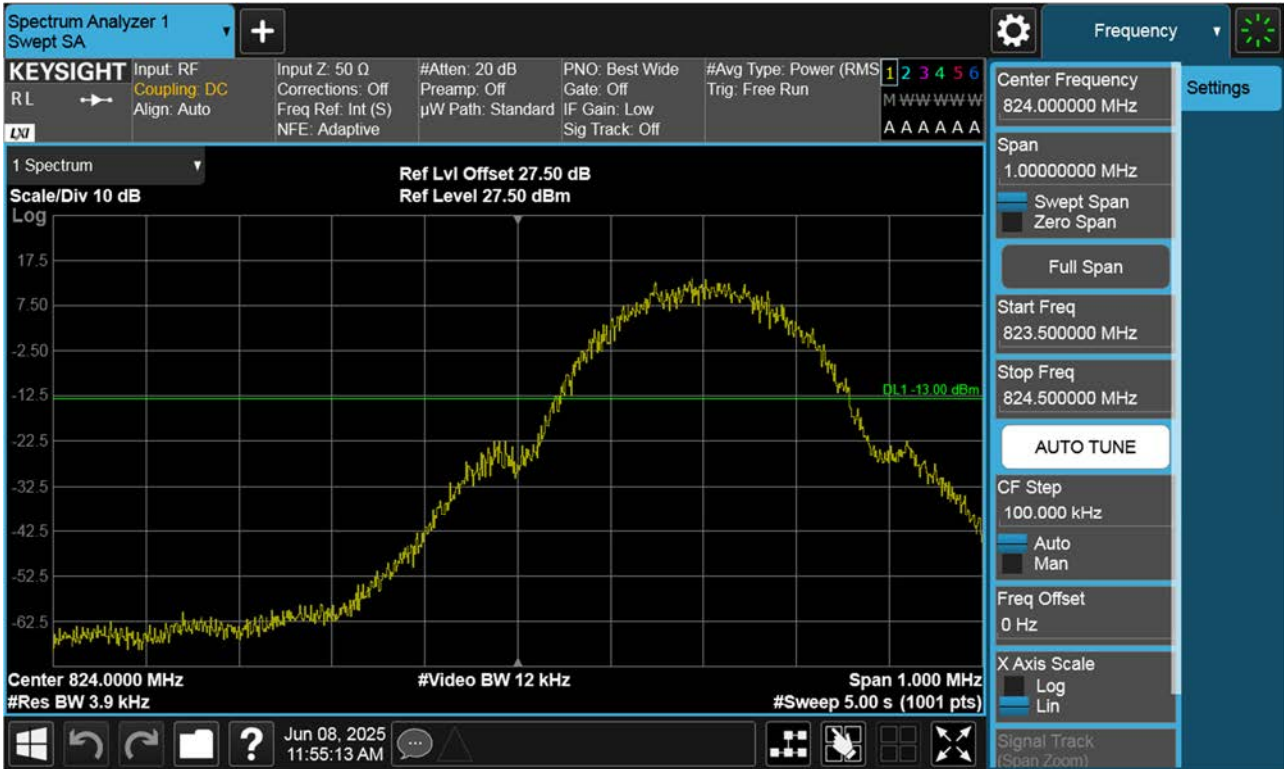 Spectrum Analyzer 1
Swept SA
Frequency
KEYSIGHT
RL
LXI
Input: RF
Coupling: DC
Align: Auto
Input Z: 50 Ω
Corrections: Off
Freq Ref: Int (S)
NFE: Adaptive
#Atten: 20 dB
Preamp: Off
µW Path: Standard
PNO: Best Wide
Gate: Off
IF Gain: Low
Sig Track: Off
#Avg Type: Power (RMS
Trig: Free Run
1 2 3 4 5 6
M W W W W W
A A A A A A
1 Spectrum
Scale/Div 10 dB
Ref Lvl Offset 27.50 dB
Ref Level 27.50 dBm
Log
17.5
7.50
-2.50
-12.5
-22.5
-32.5
-42.5
-52.5
-62.5
DL1 -13.00 dBm
Center 824.0000 MHz
#Video BW 12 kHz
Span 1.000 MHz
#Res BW 3.9 kHz
#Sweep 5.00 s (1001 pts)
Center Frequency
824.000000 MHz
Settings
Span
1.00000000 MHz
Swept Span
Zero Span
Full Span
Start Freq
823.500000 MHz
Stop Freq
824.500000 MHz
AUTO TUNE
CF Step
100.000 kHz
Auto
Man
Freq Offset
0 Hz
X Axis Scale
Log
Lin
Signal Track
(Span Zoom)
?
Jun 08, 2025
11:55:13 AM